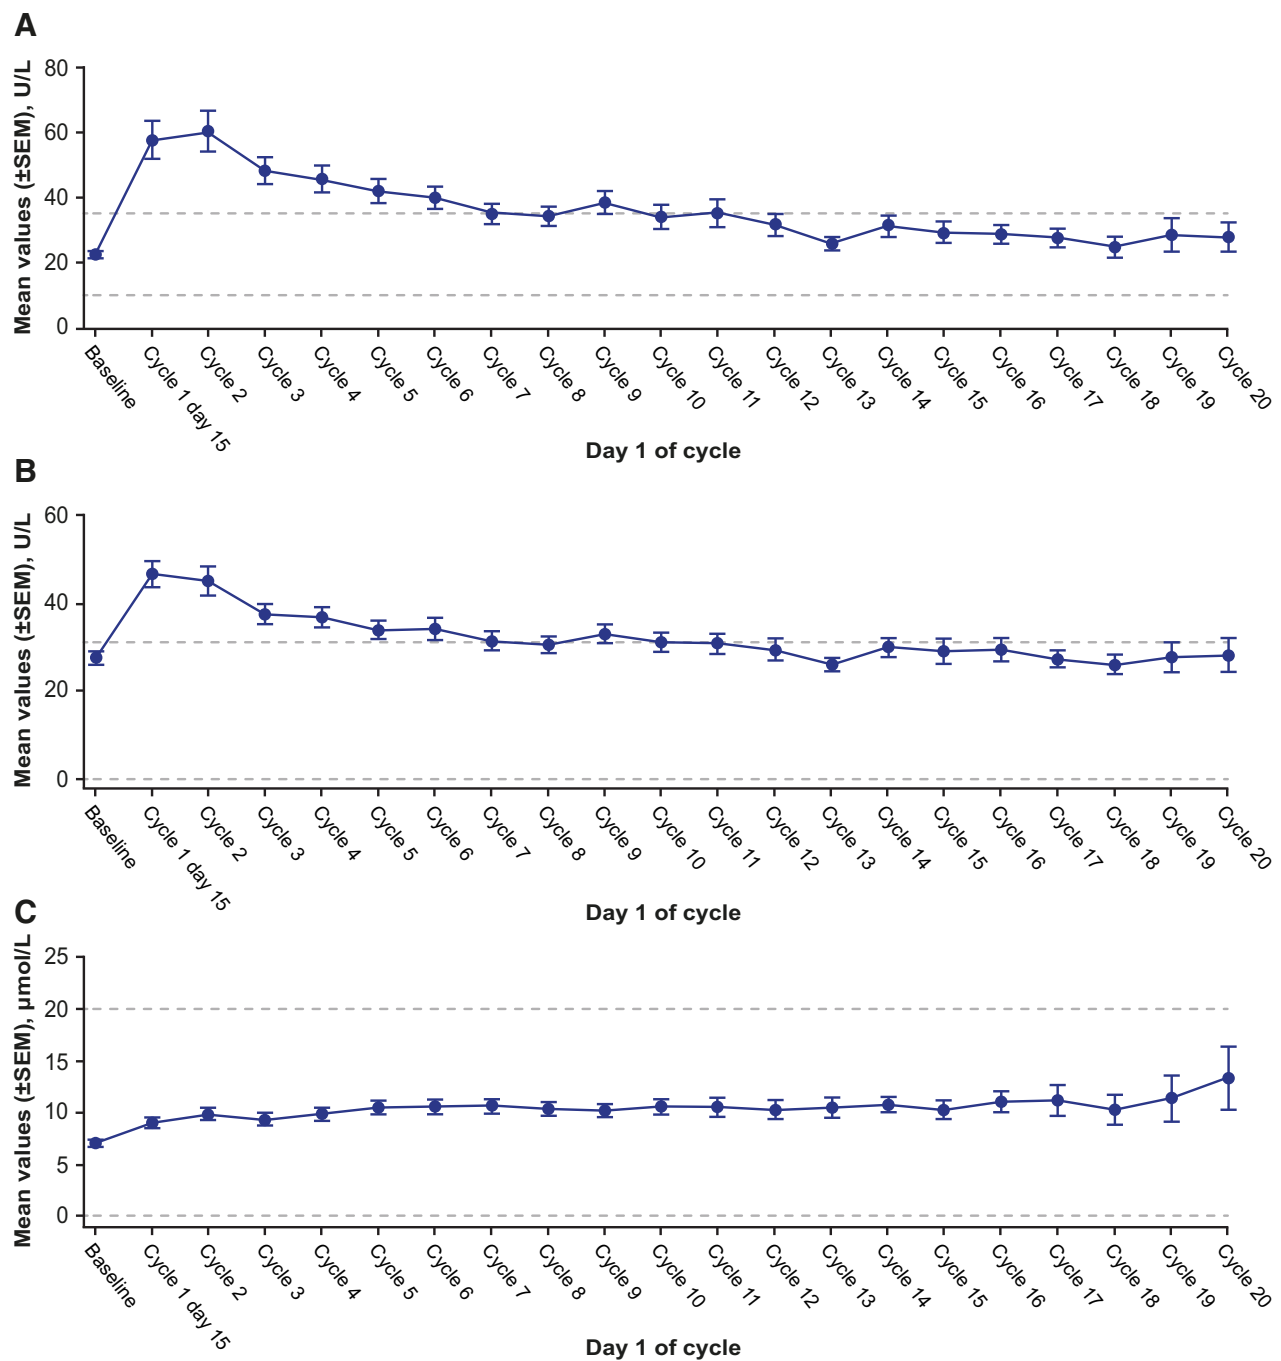 A
Mean values (±SEM), U/L
80
60
40
20
0
Baseline
Cycle 1 day 15
Cycle 2
Cycle 3
Cycle 4
Cycle 5
Cycle 6
Cycle 7
Cycle 8
Cycle 9
Cycle 10
Cycle 11
Cycle 12
Cycle 13
Cycle 14
Cycle 15
Cycle 16
Cycle 17
Cycle 18
Cycle 19
Cycle 20
Day 1 of cycle
B
Mean values (±SEM), U/L
60
40
20
0
Baseline
Cycle 1 day 15
Cycle 2
Cycle 3
Cycle 4
Cycle 5
Cycle 6
Cycle 7
Cycle 8
Cycle 9
Cycle 10
Cycle 11
Cycle 12
Cycle 13
Cycle 14
Cycle 15
Cycle 16
Cycle 17
Cycle 18
Cycle 19
Cycle 20
Day 1 of cycle
C
Mean values (±SEM), μmol/L
25
20
15
10
5
0
Baseline
Cycle 1 day 15
Cycle 2
Cycle 3
Cycle 4
Cycle 5
Cycle 6
Cycle 7
Cycle 8
Cycle 9
Cycle 10
Cycle 11
Cycle 12
Cycle 13
Cycle 14
Cycle 15
Cycle 16
Cycle 17
Cycle 18
Cycle 19
Cycle 20
Day 1 of cycle